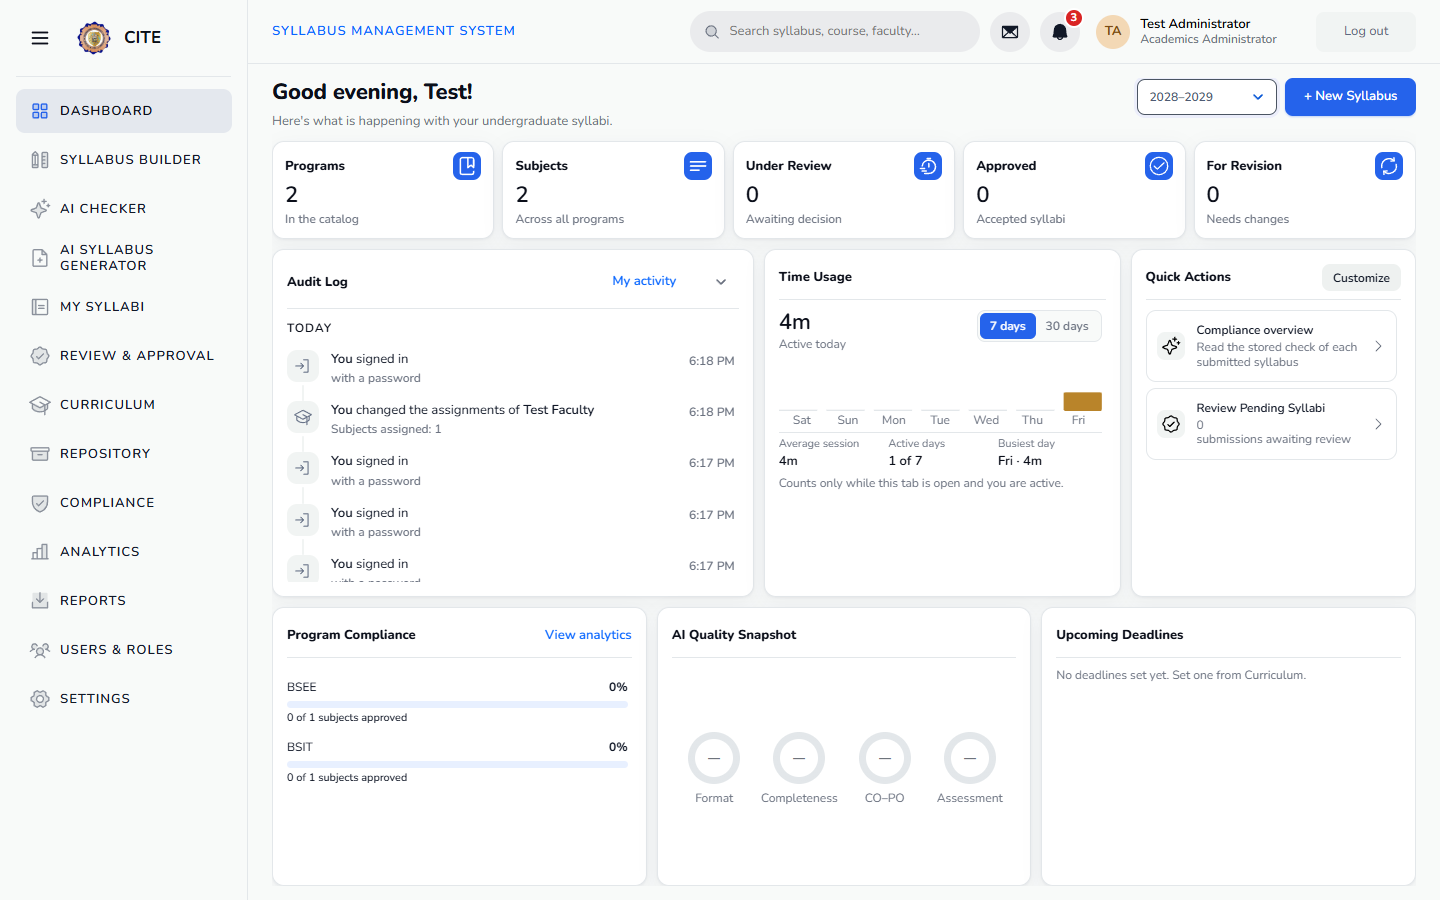 CITE
SYLLABUS MANAGEMENT SYSTEM
Search syllabus, course, faculty...
3
TA
Test Administrator
Academics Administrator
Log out
DASHBOARD
SYLLABUS BUILDER
AI CHECKER
AI SYLLABUS
GENERATOR
MY SYLLABI
REVIEW & APPROVAL
CURRICULUM
REPOSITORY
COMPLIANCE
ANALYTICS
REPORTS
USERS & ROLES
SETTINGS
Good evening, Test!
Here's what is happening with your undergraduate syllabi.
2028–2029
+ New Syllabus
Programs
2
In the catalog
Subjects
2
Across all programs
Under Review
0
Awaiting decision
Approved
0
Accepted syllabi
For Revision
0
Needs changes
Audit Log
My activity
TODAY
You signed in
6:18 PM
with a password
You changed the assignments of Test Faculty
6:18 PM
Subjects assigned: 1
You signed in
6:17 PM
with a password
You signed in
6:17 PM
with a password
You signed in
6:17 PM
with a password
Time Usage
4m
Active today
7 days
30 days
Sat Sun Mon Tue Wed Thu Fri
Average session
4m
Active days
1 of 7
Busiest day
Fri · 4m
Counts only while this tab is open and you are active.
Quick Actions
Customize
Compliance overview
Read the stored check of each
submitted syllabus
Review Pending Syllabi
0
submissions awaiting review
Program Compliance
View analytics
BSEE
0%
0 of 1 subjects approved
BSIT
0%
0 of 1 subjects approved
AI Quality Snapshot
— — — —
Format Completeness CO–PO Assessment
Upcoming Deadlines
No deadlines set yet. Set one from Curriculum.